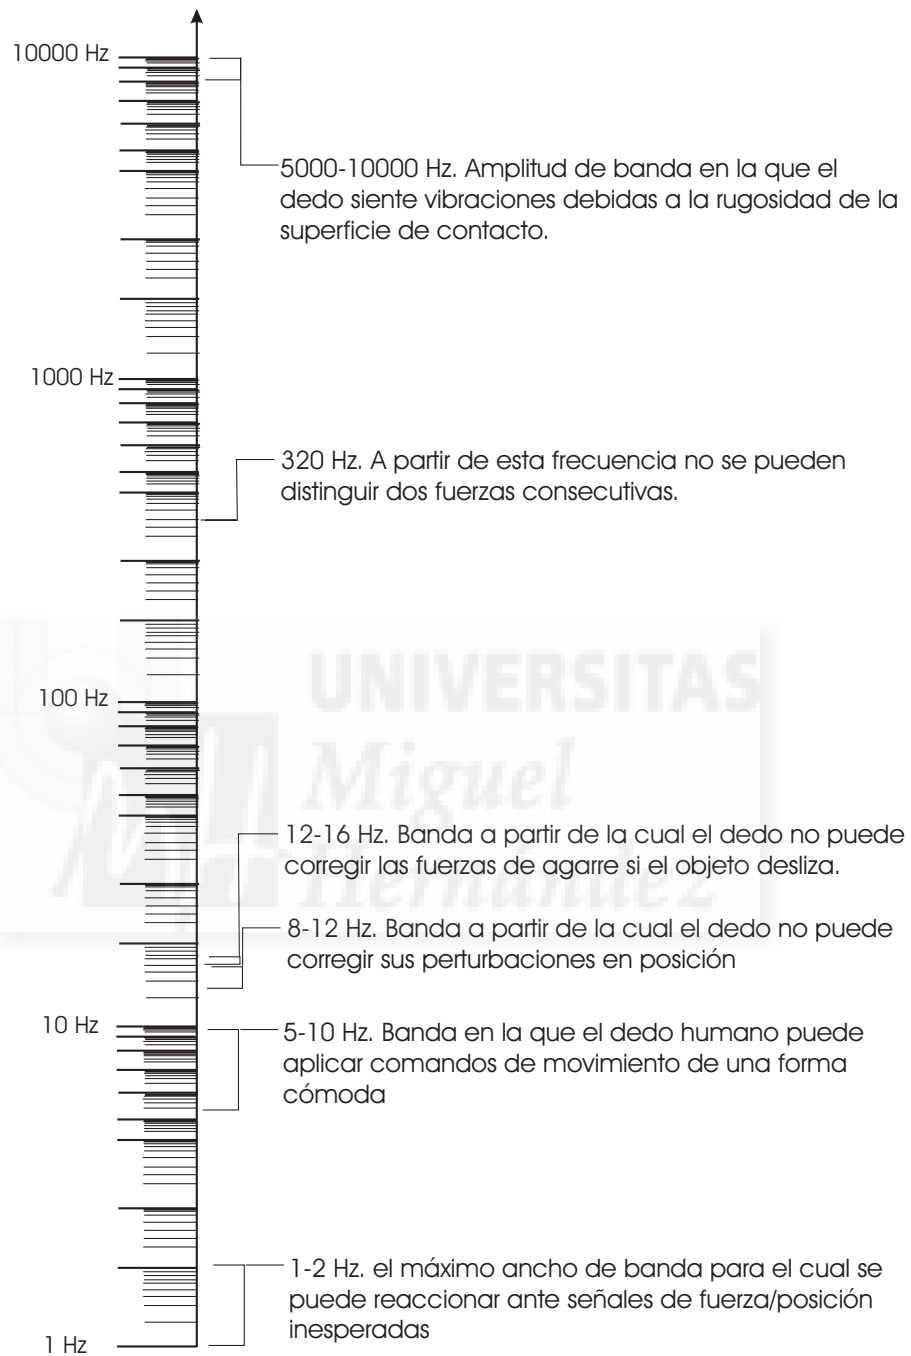 10000 Hz
5000-10000 Hz. Amplitud de banda en la que el
dedo siente vibraciones debidas a la rugosidad de la
superficie de contacto.
1000 Hz
320 Hz. A partir de esta frecuencia no se pueden
distinguir dos fuerzas consecutivas.
UNIVERSITAS
Miguel
Hernández
100 Hz
12-16 Hz. Banda a partir de la cual el dedo no puede
corregir las fuerzas de agarre si el objeto desliza.
8-12 Hz. Banda a partir de la cual el dedo no puede
corregir sus perturbaciones en posición
10 Hz
5-10 Hz. Banda en la que el dedo humano puede
aplicar comandos de movimiento de una forma
cómoda
1-2 Hz. el máximo ancho de banda para el cual se
puede reaccionar ante señales de fuerza/posición
inesperadas
1 Hz